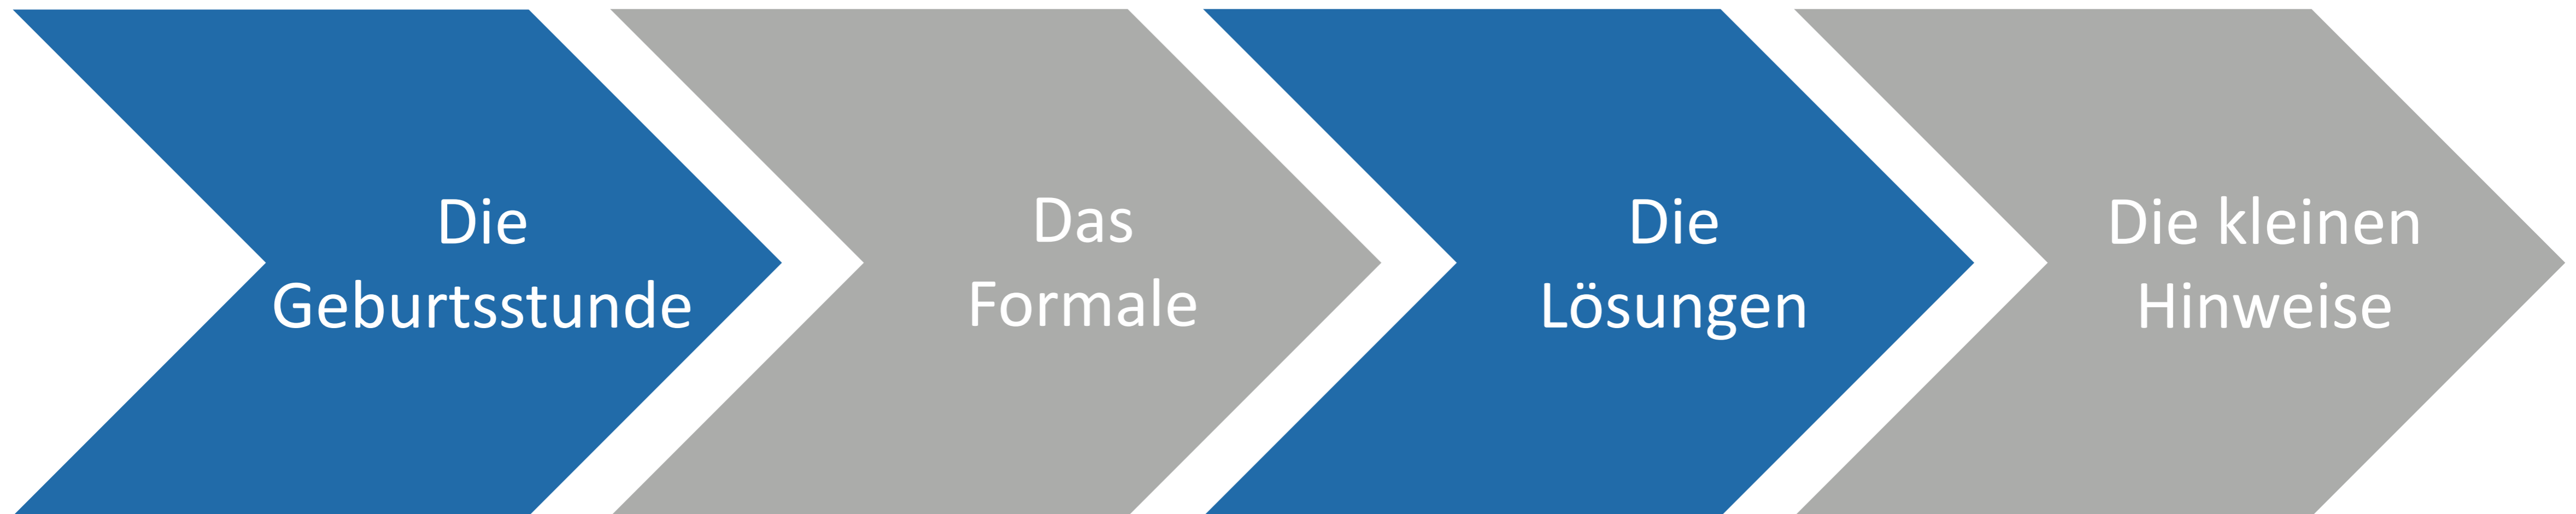 Die
Geburtsstunde
Das
Formale
Die
Lösungen
Die kleinen
Hinweise